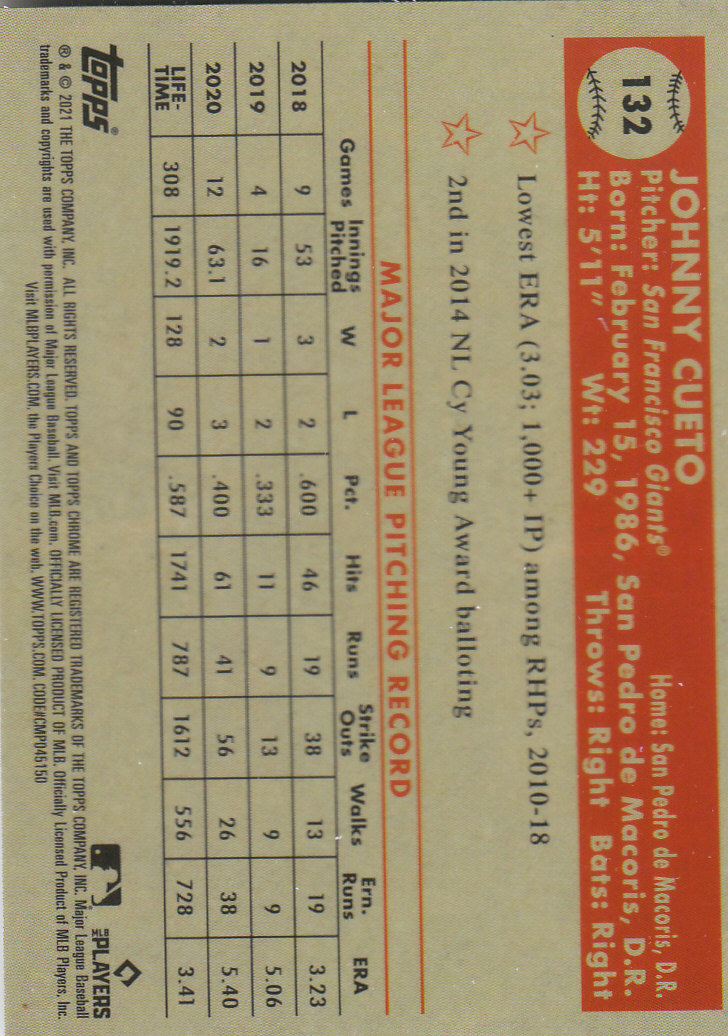 132
JOHNNY CUETO
Pitcher: San Francisco Giants® Home: San Pedro de Macoris, D.R.
Born: February 15, 1986, San Pedro de Macoris, D.R.
Ht: 5'11" Wt: 229 Throws: Right Bats: Right
Lowest ERA (3.03; 1,000+ IP) among RHPs, 2010-18
2nd in 2014 NL Cy Young Award balloting
MAJOR LEAGUE PITCHING RECORD
Games Innings Pitched W L Pct. Hits Runs Strike Outs Walks Ern. Runs ERA
2018 9 53 3 2 .600 46 19 38 13 19 3.23
2019 4 16 1 2 .333 11 9 13 9 9 5.06
2020 12 63.1 2 3 .400 61 41 56 26 38 5.40
LIFE-TIME 308 1919.2 128 90 .587 1741 787 1612 556 728 3.41
topps®
MLB PLAYERS
® & © 2021 THE TOPPS COMPANY, INC. ALL RIGHTS RESERVED. TOPPS AND TOPPS CHROME ARE REGISTERED TRADEMARKS OF THE TOPPS COMPANY, INC. Major League Baseball
trademarks and copyrights are used with permission of Major League Baseball. Visit MLB.com. OFFICIALLY LICENSED PRODUCT OF MLB. Officially Licensed Product of MLB Players, Inc.
Visit MLBPLAYERS.COM, the Players Choice on the web. WWW.TOPPS.COM. CODE#CMP045150